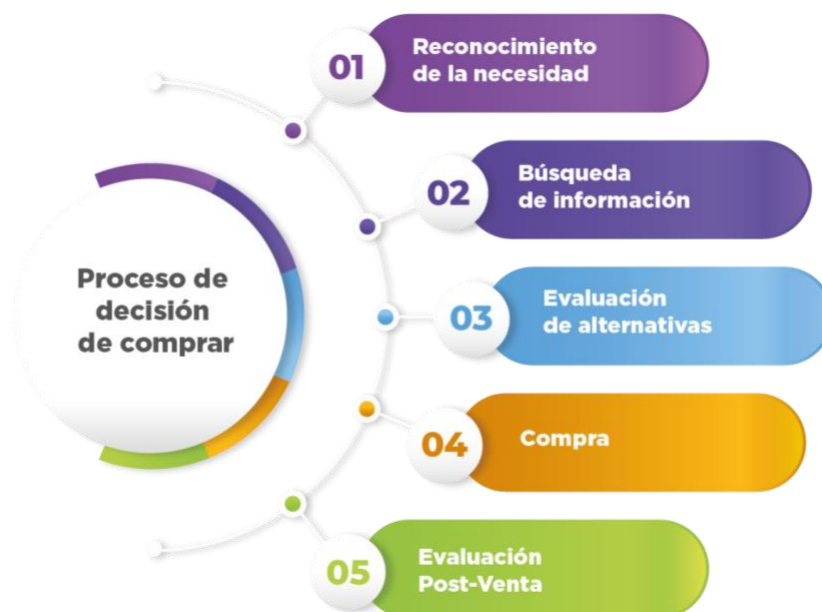 Proceso de
decisión
de comprar
01
Reconocimiento
de la necesidad
02
Búsqueda
de información
03
Evaluación
de alternativas
04
Compra
05
Evaluación
Post-Venta